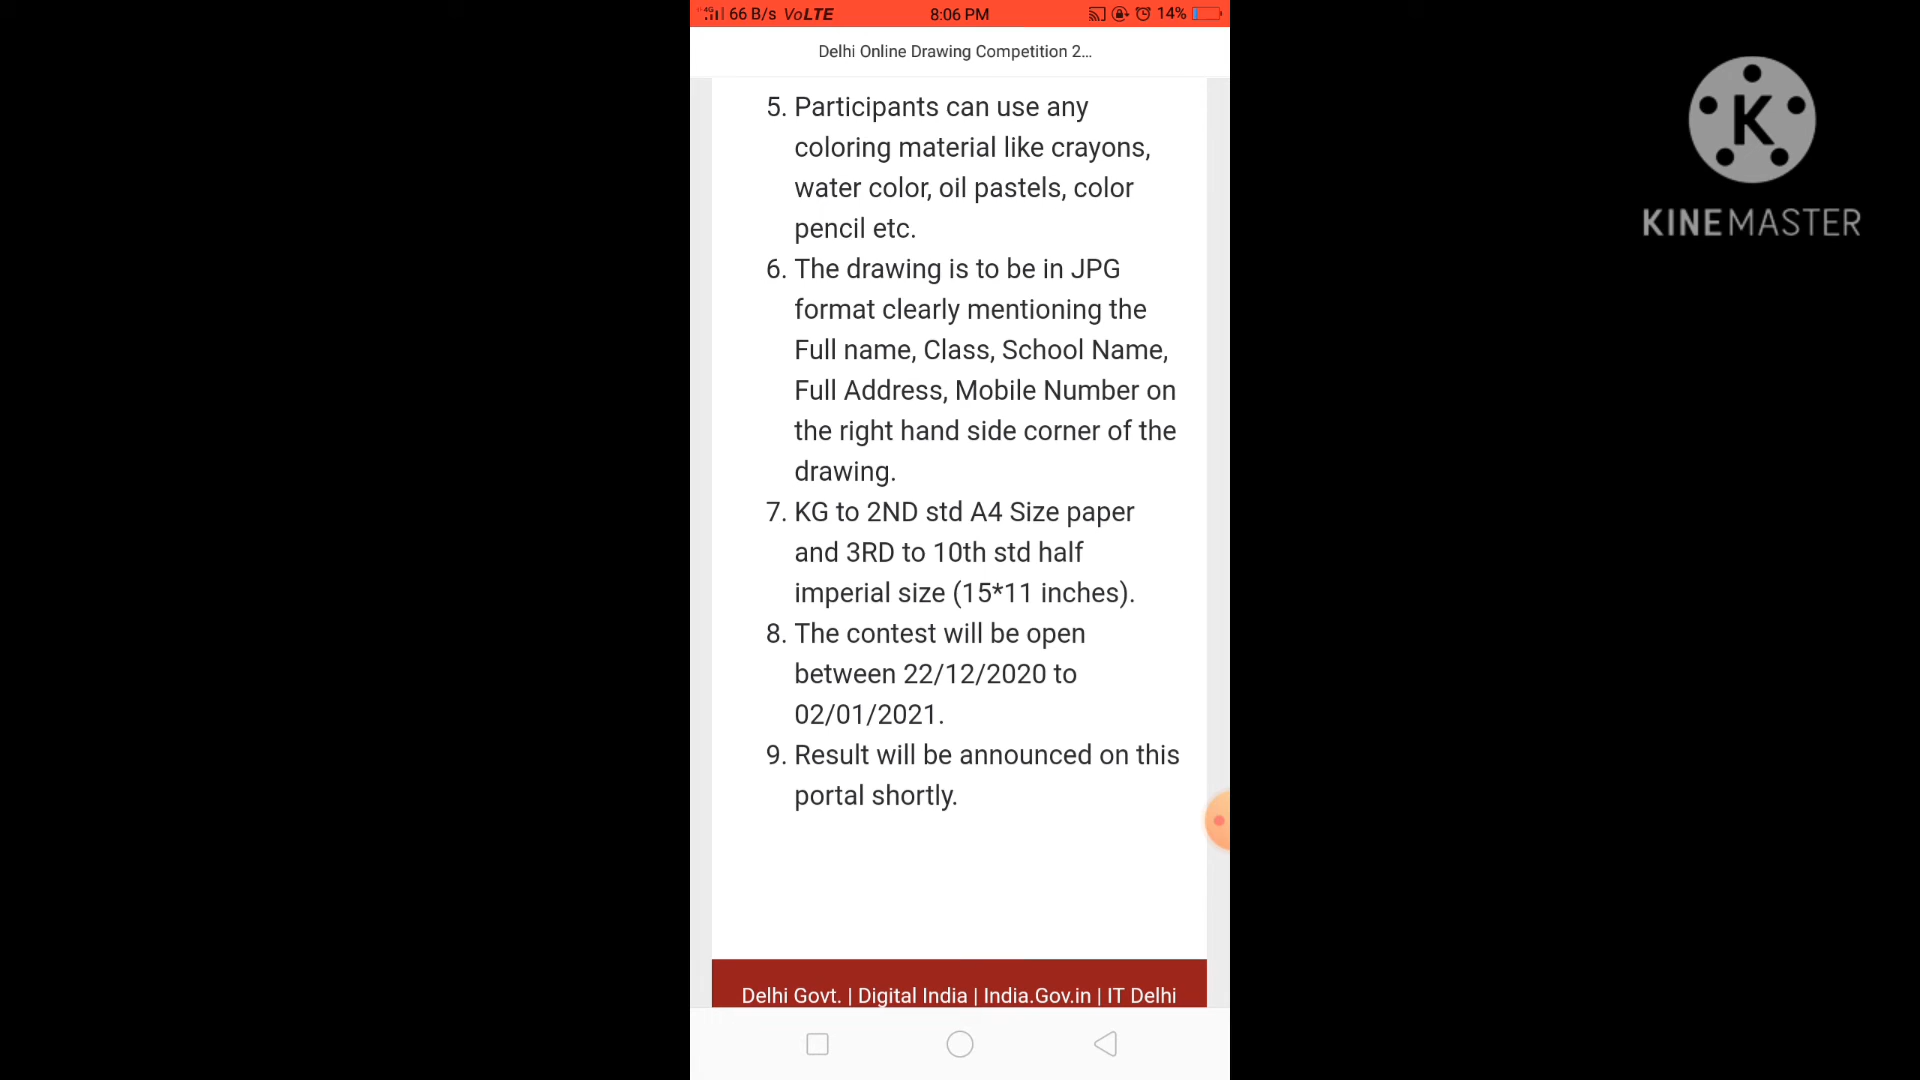 4G 66 B/s VoLTE 8:06 PM 14%
Delhi Online Drawing Competition 2...
5. Participants can use any
coloring material like crayons,
water color, oil pastels, color
pencil etc.
6. The drawing is to be in JPG
format clearly mentioning the
Full name, Class, School Name,
Full Address, Mobile Number on
the right hand side corner of the
drawing.
7. KG to 2ND std A4 Size paper
and 3RD to 10th std half
imperial size (15*11 inches).
8. The contest will be open
between 22/12/2020 to
02/01/2021.
9. Result will be announced on this
portal shortly.
Delhi Govt. | Digital India | India.Gov.in | IT Delhi
K
KINEMASTER